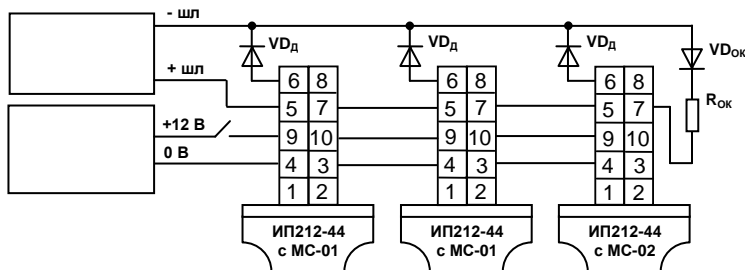 - шл
VDД
VDД
VDД
VDОК
+ шл
RОК
+12 В
0 В
6 8
5 7
9 10
4 3
1 2
6 8
5 7
9 10
4 3
1 2
6 8
5 7
9 10
4 3
1 2
ИП212-44
с МС-01
ИП212-44
с МС-01
ИП212-44
с МС-02